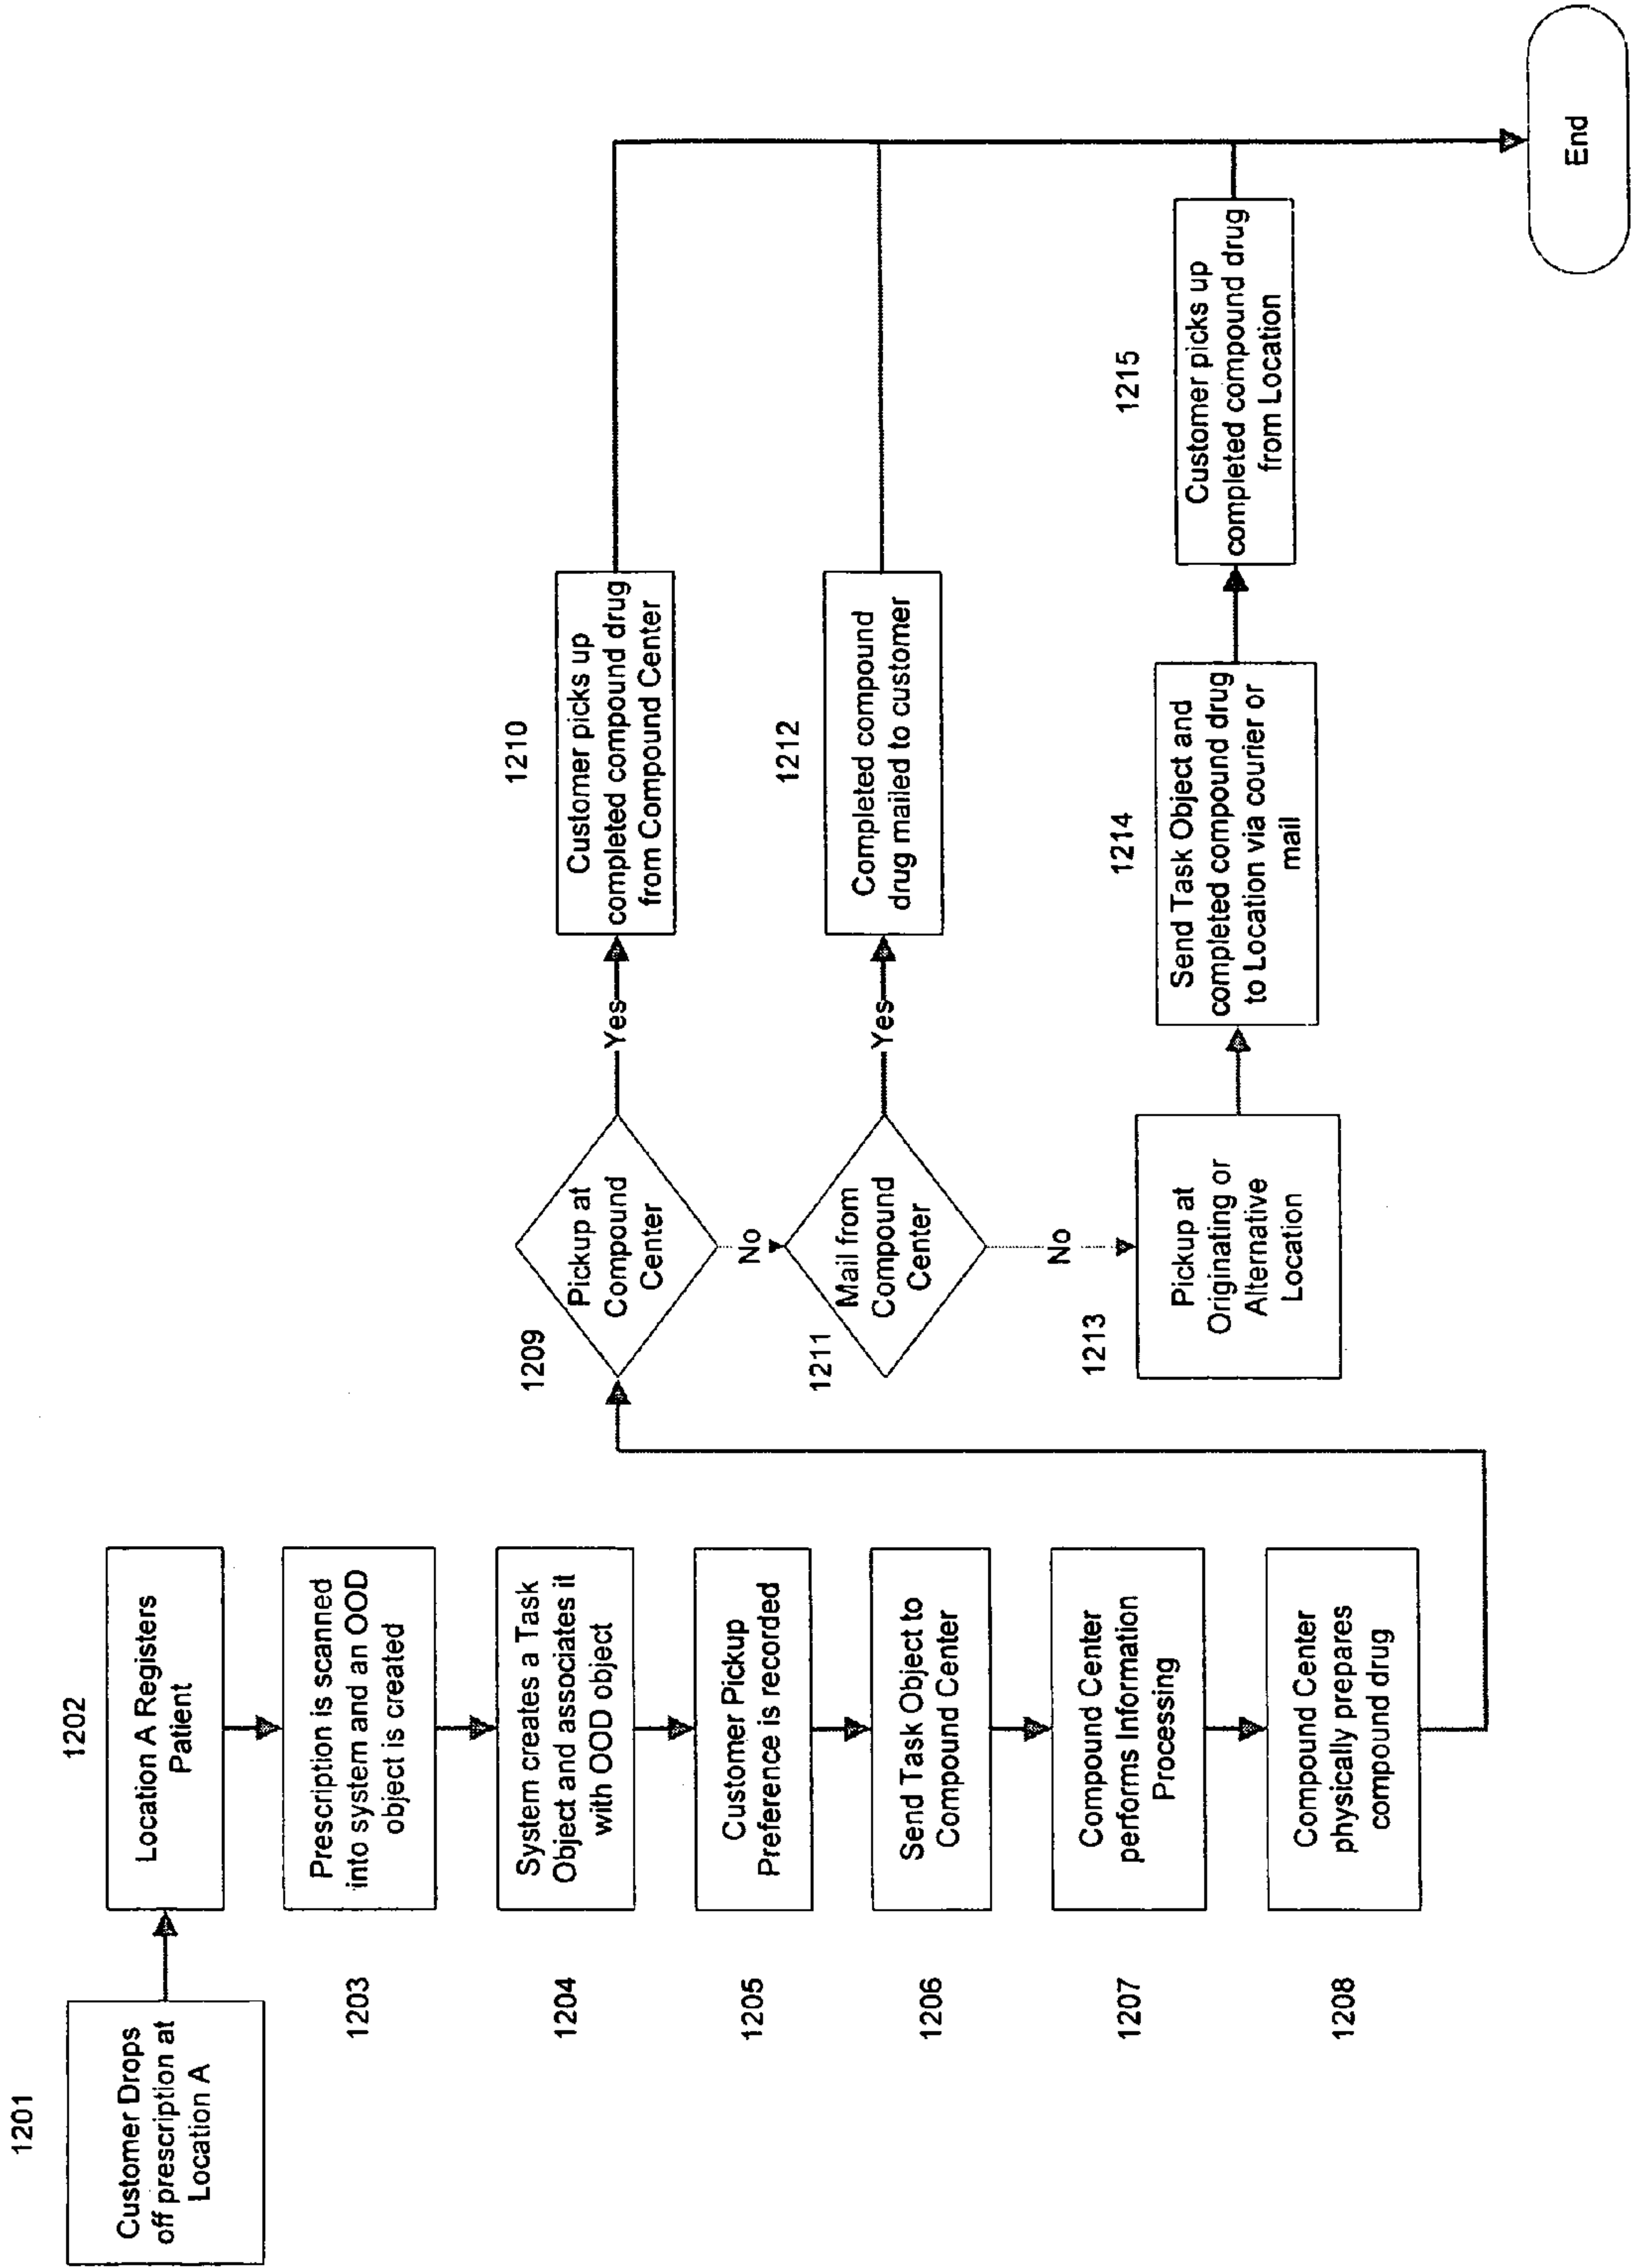 1201
Customer Drops
off prescription at
Location A
1202
Location A Registers
Patient
1203
Prescription is scanned
into system and an OOD
object is created
1204
System creates a Task
Object and associates it
with OOD object
1205
Customer Pickup
Preference is recorded
1206
Send Task Object to
Compound Center
1207
Compound Center
performs Information
Processing
1208
Compound Center
physically prepares
compound drug
1209
Pickup at
Compound
Center
Yes
No
1210
Customer picks up
completed compound drug
from Compound Center
1211
Mail from
Compound
Center
Yes
No
1212
Completed compound
drug mailed to customer
1213
Pickup at
Originating or
Alternative
Location
1214
Send Task Object and
completed compound drug
to Location via courier or
mail
1215
Customer picks up
completed compound drug
from Location
End